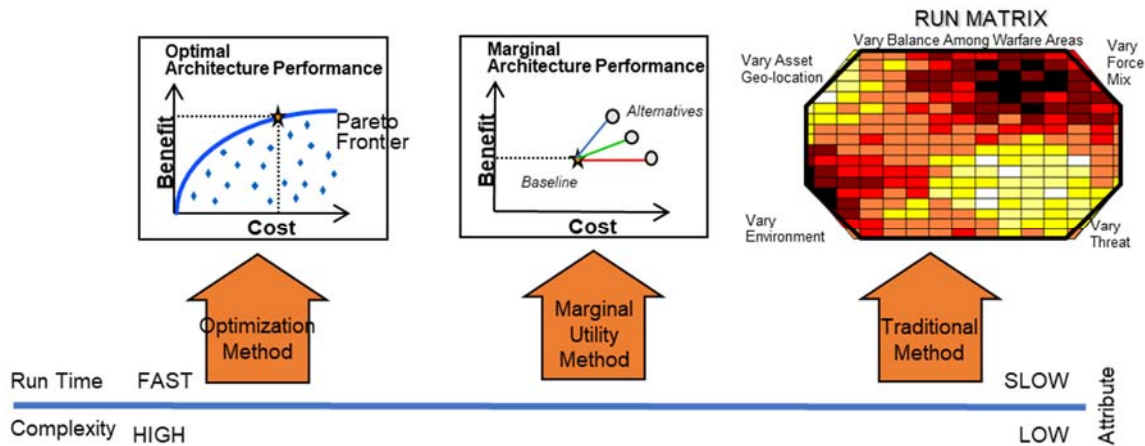 Optimal
Architecture Performance
Benefit
Pareto
Frontier
Cost
Marginal
Architecture Performance
Benefit
Alternatives
Baseline
Cost
RUN MATRIX
Vary Balance Among Warfare Areas
Vary Asset
Geo-location
Vary
Force
Mix
Vary
Environment
Vary
Threat
Optimization
Method
Marginal
Utility
Method
Traditional
Method
Run Time FAST SLOW
Complexity HIGH LOW
Attribute